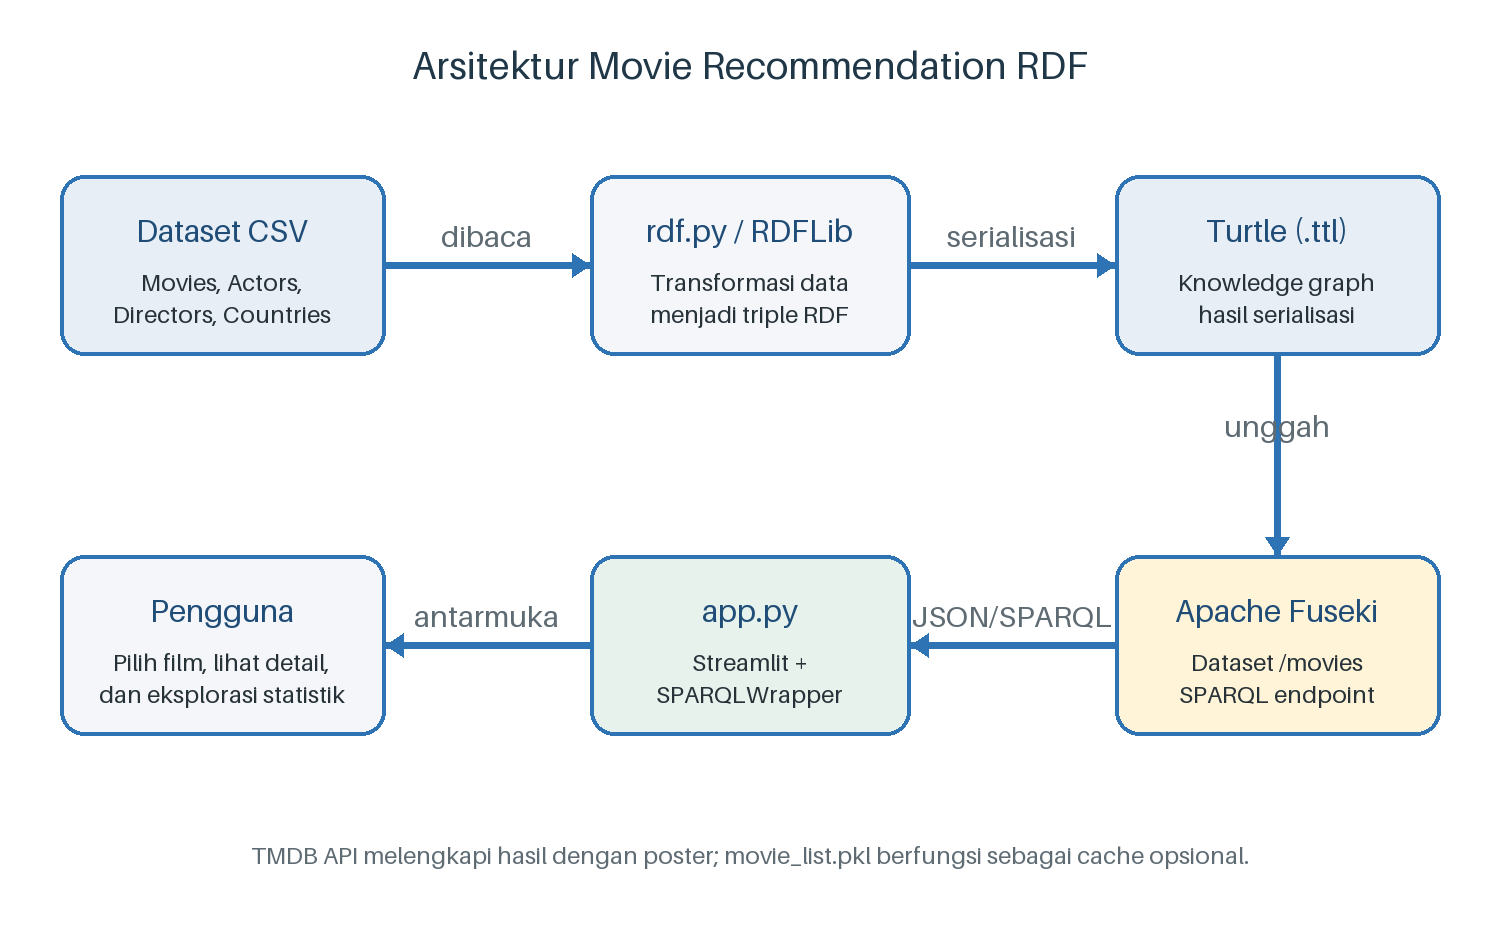 Arsitektur Movie Recommendation RDF
Dataset CSV
Movies, Actors,
Directors, Countries
dibaca
rdf.py / RDFLib
Transformasi data
menjadi triple RDF
serialisasi
Turtle (.ttl)
Knowledge graph
hasil serialisasi
unggah
Pengguna
Pilih film, lihat detail,
dan eksplorasi statistik
antarmuka
app.py
Streamlit +
SPARQLWrapper
JSON/SPARQL
Apache Fuseki
Dataset /movies
SPARQL endpoint
TMDB API melengkapi hasil dengan poster; movie_list.pkl berfungsi sebagai cache opsional.